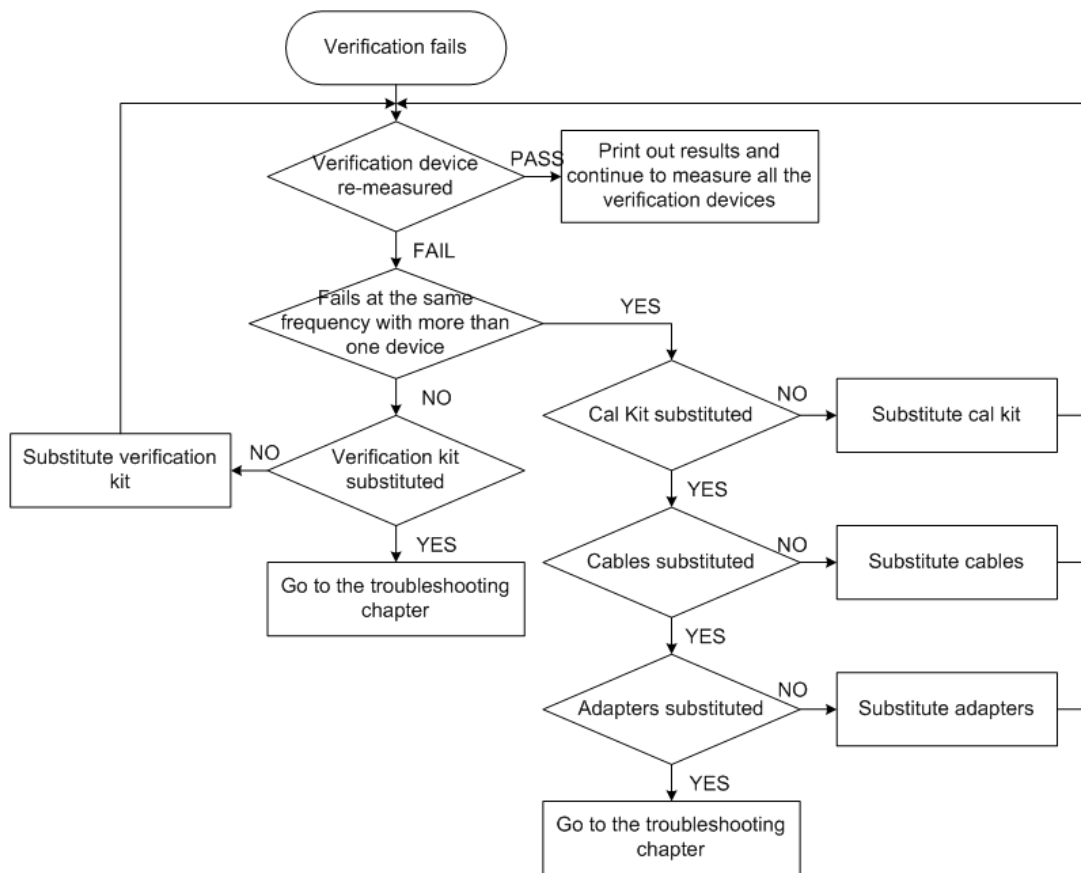 Verification fails
Verification device
re-measured
PASS
Print out results and
continue to measure all the
verification devices
FAIL
Fails at the same
frequency with more than
one device
YES
NO
Cal Kit substituted
NO
Substitute cal kit
Substitute verification
kit
NO
Verification kit
substituted
YES
YES
Cables substituted
NO
Substitute cables
Go to the troubleshooting
chapter
YES
Adapters substituted
NO
Substitute adapters
YES
Go to the troubleshooting
chapter